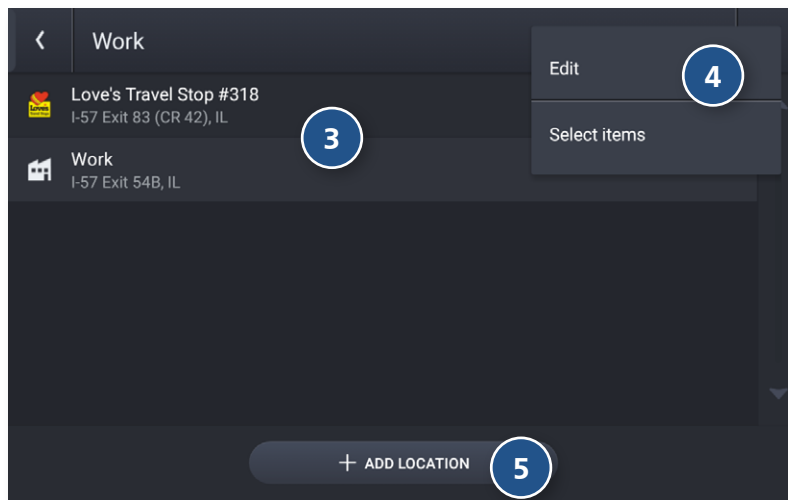 Work
Edit
4
Select items
Love's Travel Stop #318
I-57 Exit 83 (CR 42), IL
3
Work
I-57 Exit 54B, IL
+ ADD LOCATION
5